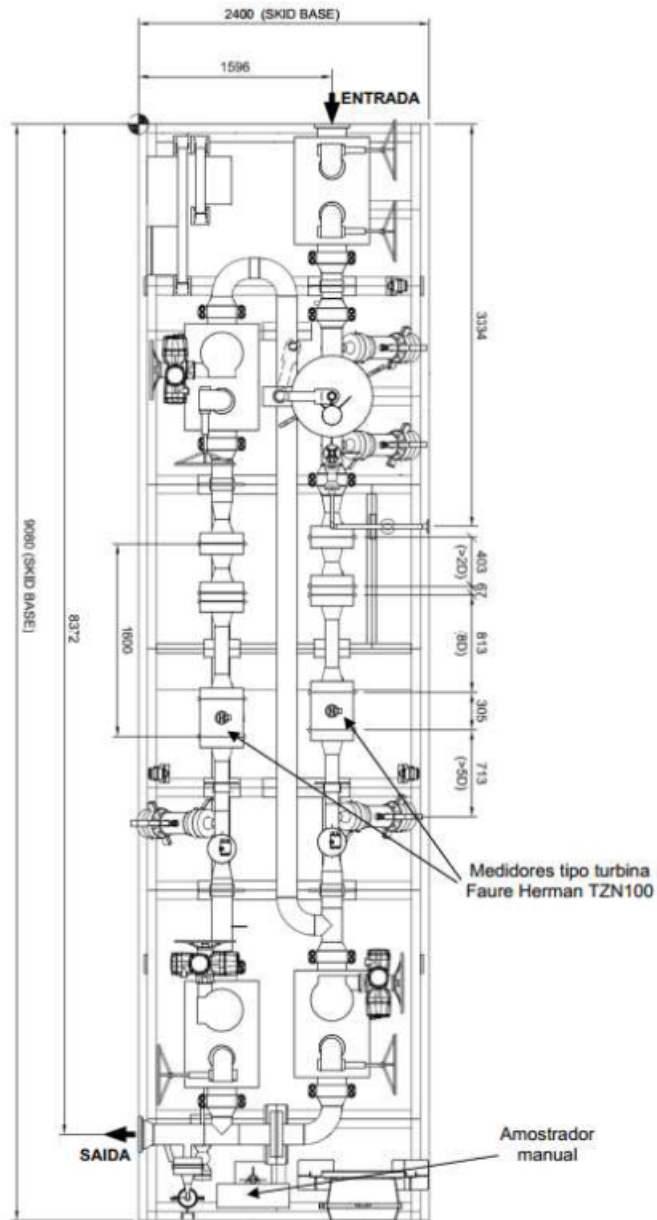 2400 (SKID BASE)
1596
ENTRADA
3334
9080 (SKID BASE)
8372
1600
403
(>2D)
67
813
(8D)
305
713
(>5D)
Medidores tipo turbina
Faure Herman TZN100
SAIDA
Amostrador
manual